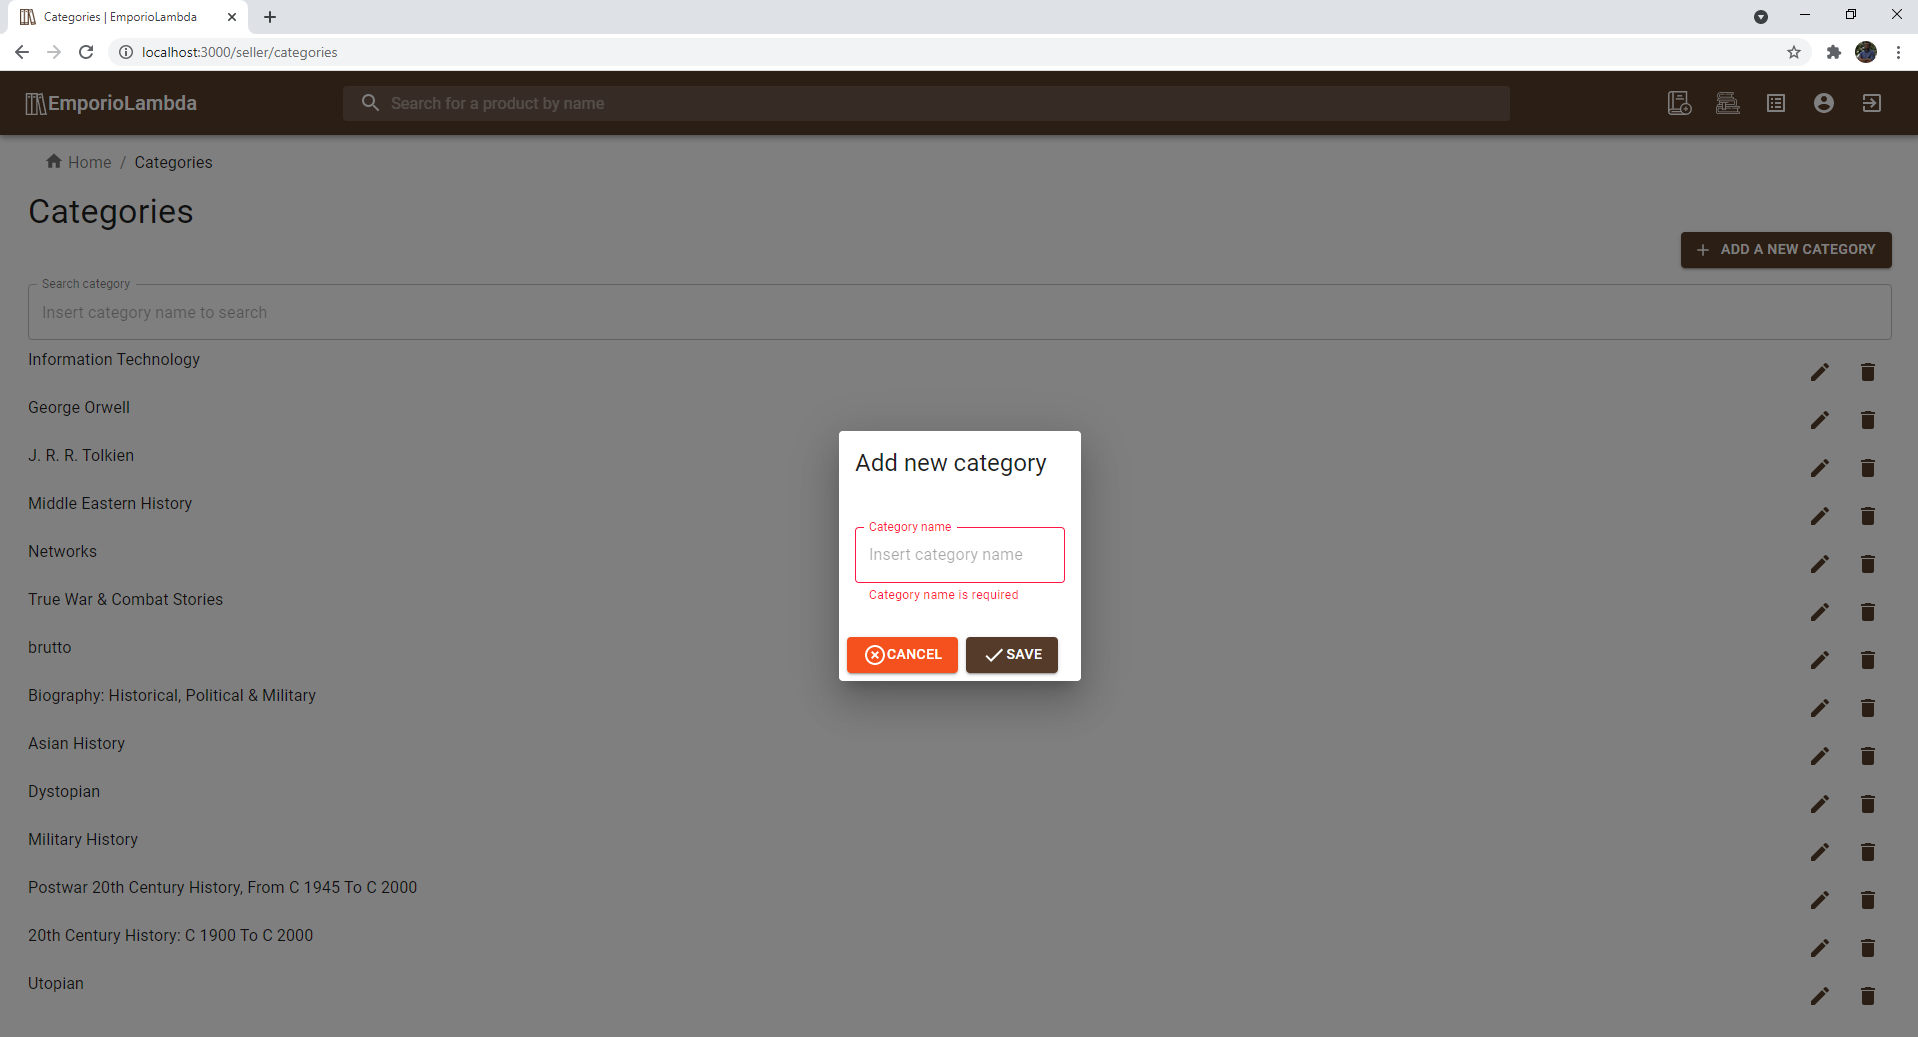 Categories | EmporioLambda
localhost:3000/seller/categories
EmporioLambda
Search for a product by name
Home / Categories
Categories
ADD A NEW CATEGORY
Search category
Insert category name to search
Information Technology
George Orwell
J. R. R. Tolkien
Middle Eastern History
Networks
True War & Combat Stories
brutto
Biography: Historical, Political & Military
Asian History
Dystopian
Military History
Postwar 20th Century History, From C 1945 To C 2000
20th Century History: C 1900 To C 2000
Utopian
Add new category
Category name
Insert category name
Category name is required
CANCEL SAVE